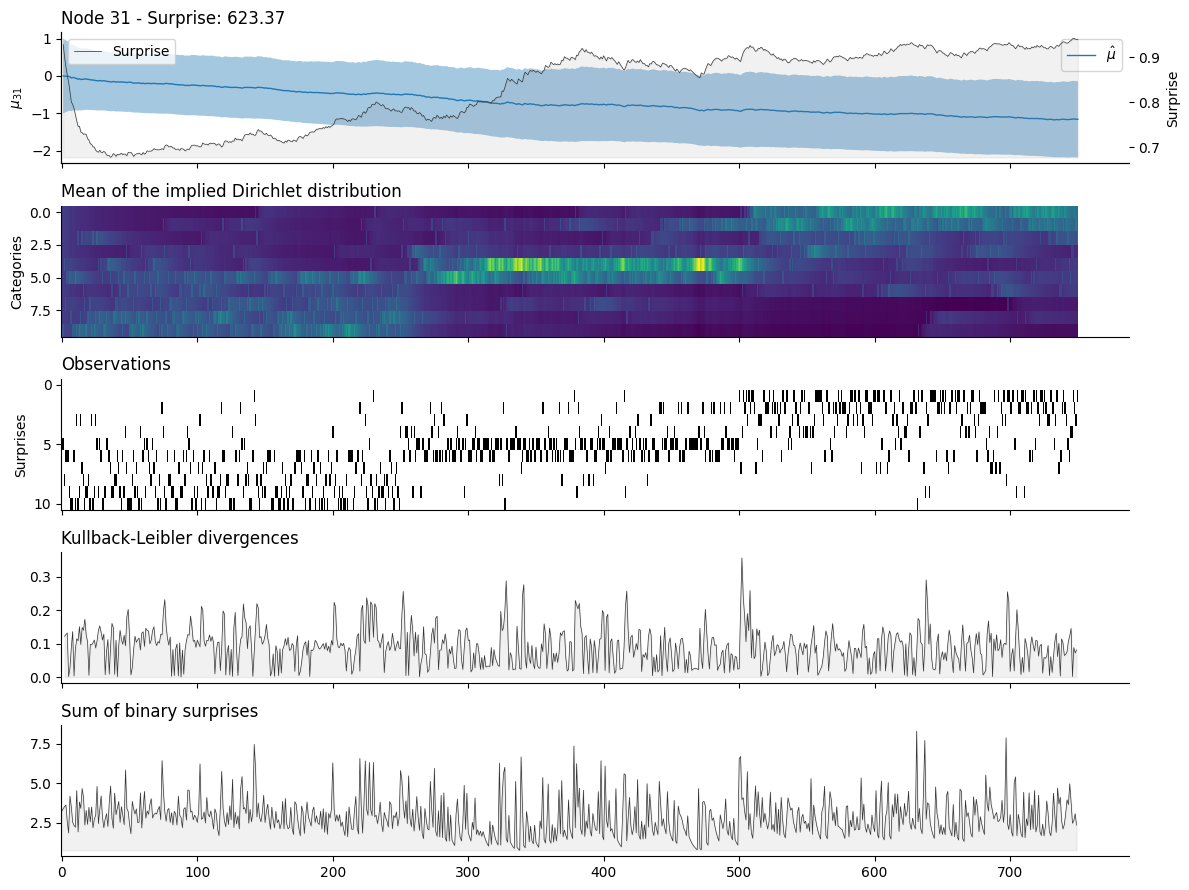 Node 31 - Surprise: 623.37
1
0
−1
−2
μ31
Surprise
μ̂
0.9
0.8
0.7
Surprise
Mean of the implied Dirichlet distribution
0.0
2.5
5.0
7.5
Categories
Observations
0
5
10
Surprises
Kullback-Leibler divergences
0.3
0.2
0.1
0.0
Sum of binary surprises
7.5
5.0
2.5
0 100 200 300 400 500 600 700